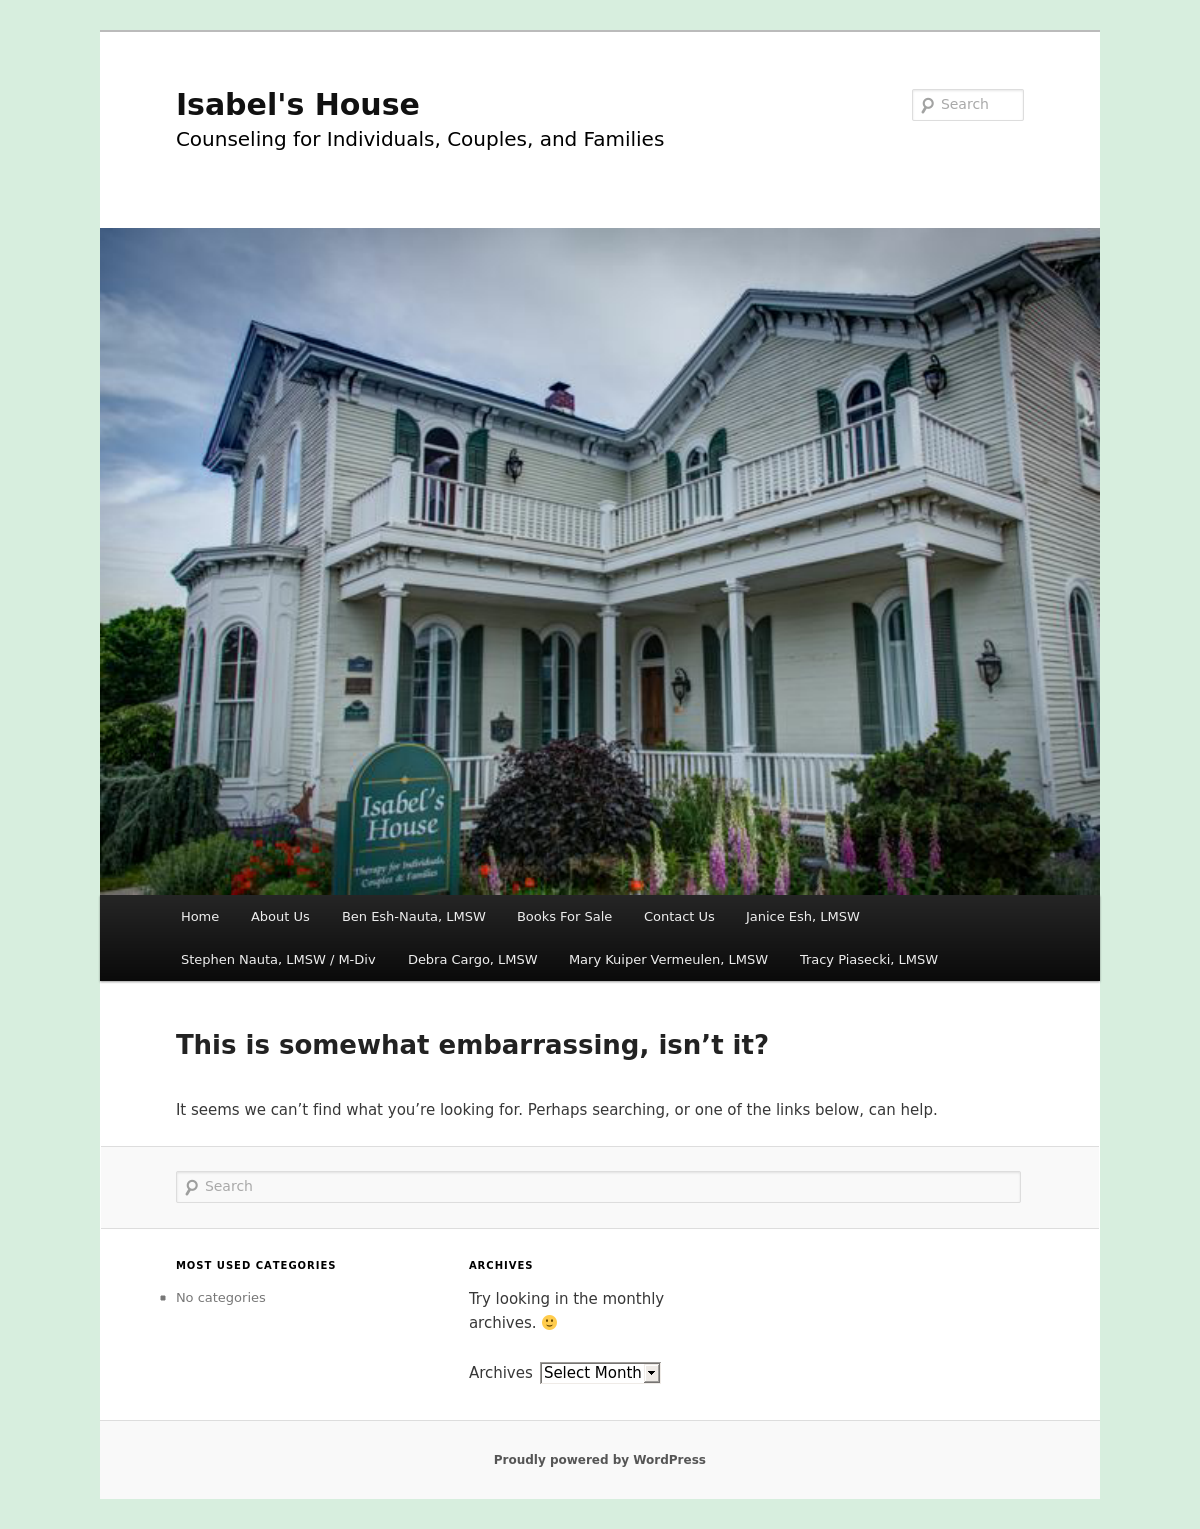 Isabel's House
Counseling for Individuals, Couples, and Families
Search
Isabel's
House
Therapy for Individuals,
Couples & Families
Home About Us Ben Esh-Nauta, LMSW Books For Sale Contact Us Janice Esh, LMSW
Stephen Nauta, LMSW / M-Div Debra Cargo, LMSW Mary Kuiper Vermeulen, LMSW Tracy Piasecki, LMSW
This is somewhat embarrassing, isn’t it?
It seems we can’t find what you’re looking for. Perhaps searching, or one of the links below, can help.
Search
MOST USED CATEGORIES
No categories
ARCHIVES
Try looking in the monthly
archives. 🙂
Archives Select Month
Proudly powered by WordPress